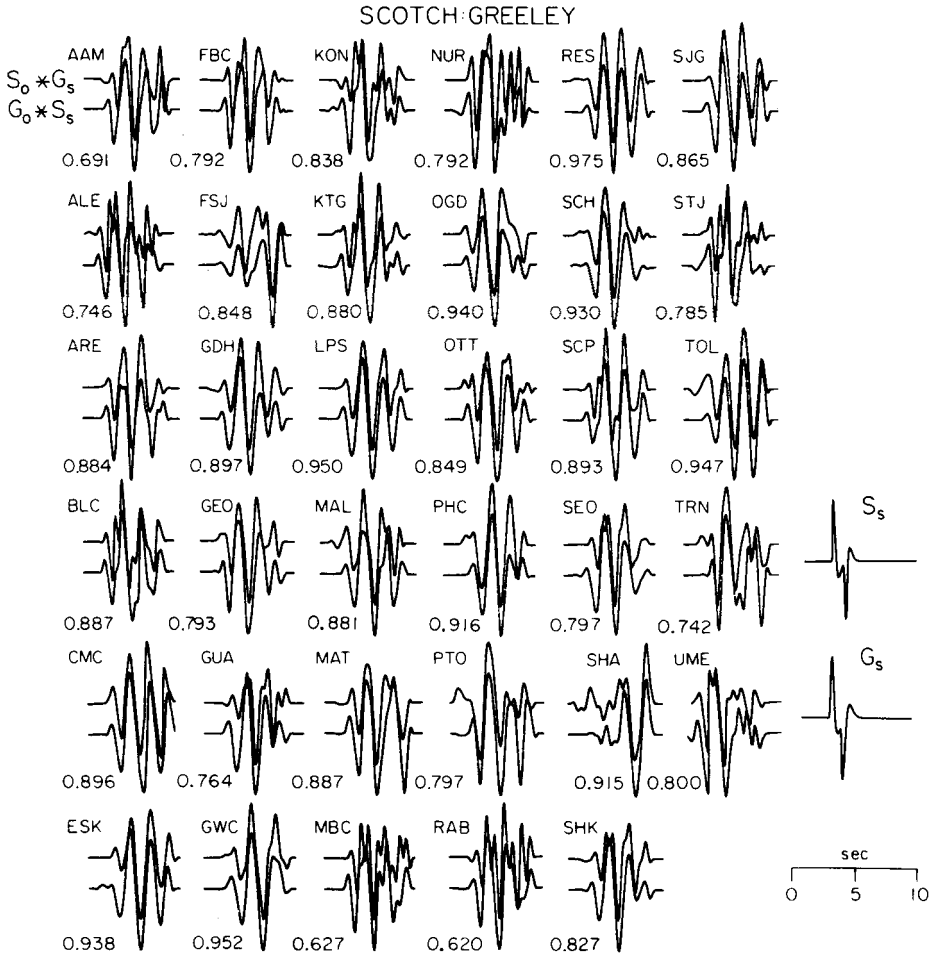 SCOTCH:GREELEY
AAM FBC KON NUR RES SJG
So*Gs
Go*Ss
0.691 0.792 0.838 0.792 0.975 0.865
ALE FSJ KTG OGD SCH STJ
0.746 0.848 0.880 0.940 0.930 0.785
ARE GDH LPS OTT SCP TOL
0.884 0.897 0.950 0.849 0.893 0.947
BLC GEO MAL PHC SEO TRN Ss
0.887 0.793 0.881 0.916 0.797 0.742
CMC GUA MAT PTO SHA UME Gs
0.896 0.764 0.887 0.797 0.915 0.800
ESK GWC MBC RAB SHK
sec
0 5 10
0.938 0.952 0.627 0.620 0.827